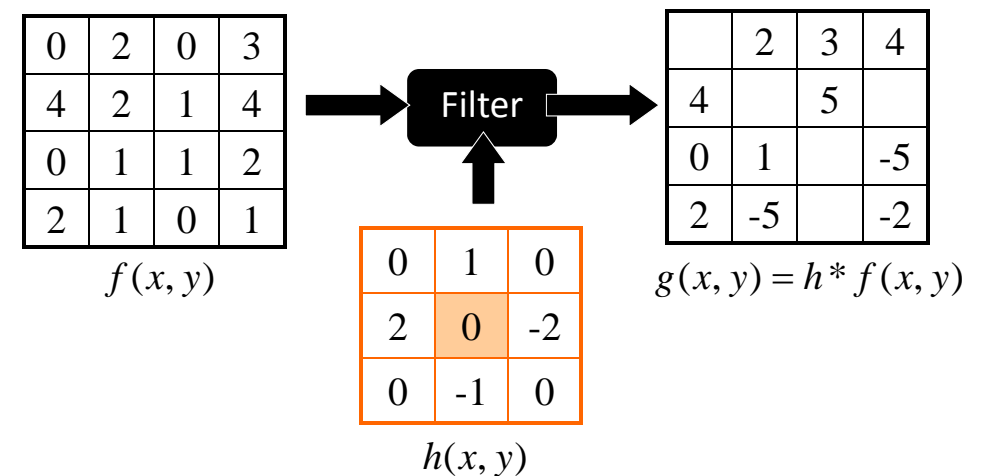 0 2 0 3
4 2 1 4
0 1 1 2
2 1 0 1
f(x, y)
Filter
0 1 0
2 0 -2
0 -1 0
h(x, y)
2 3 4
4 5
0 1 -5
2 -5 -2
g(x, y) = h* f(x, y)